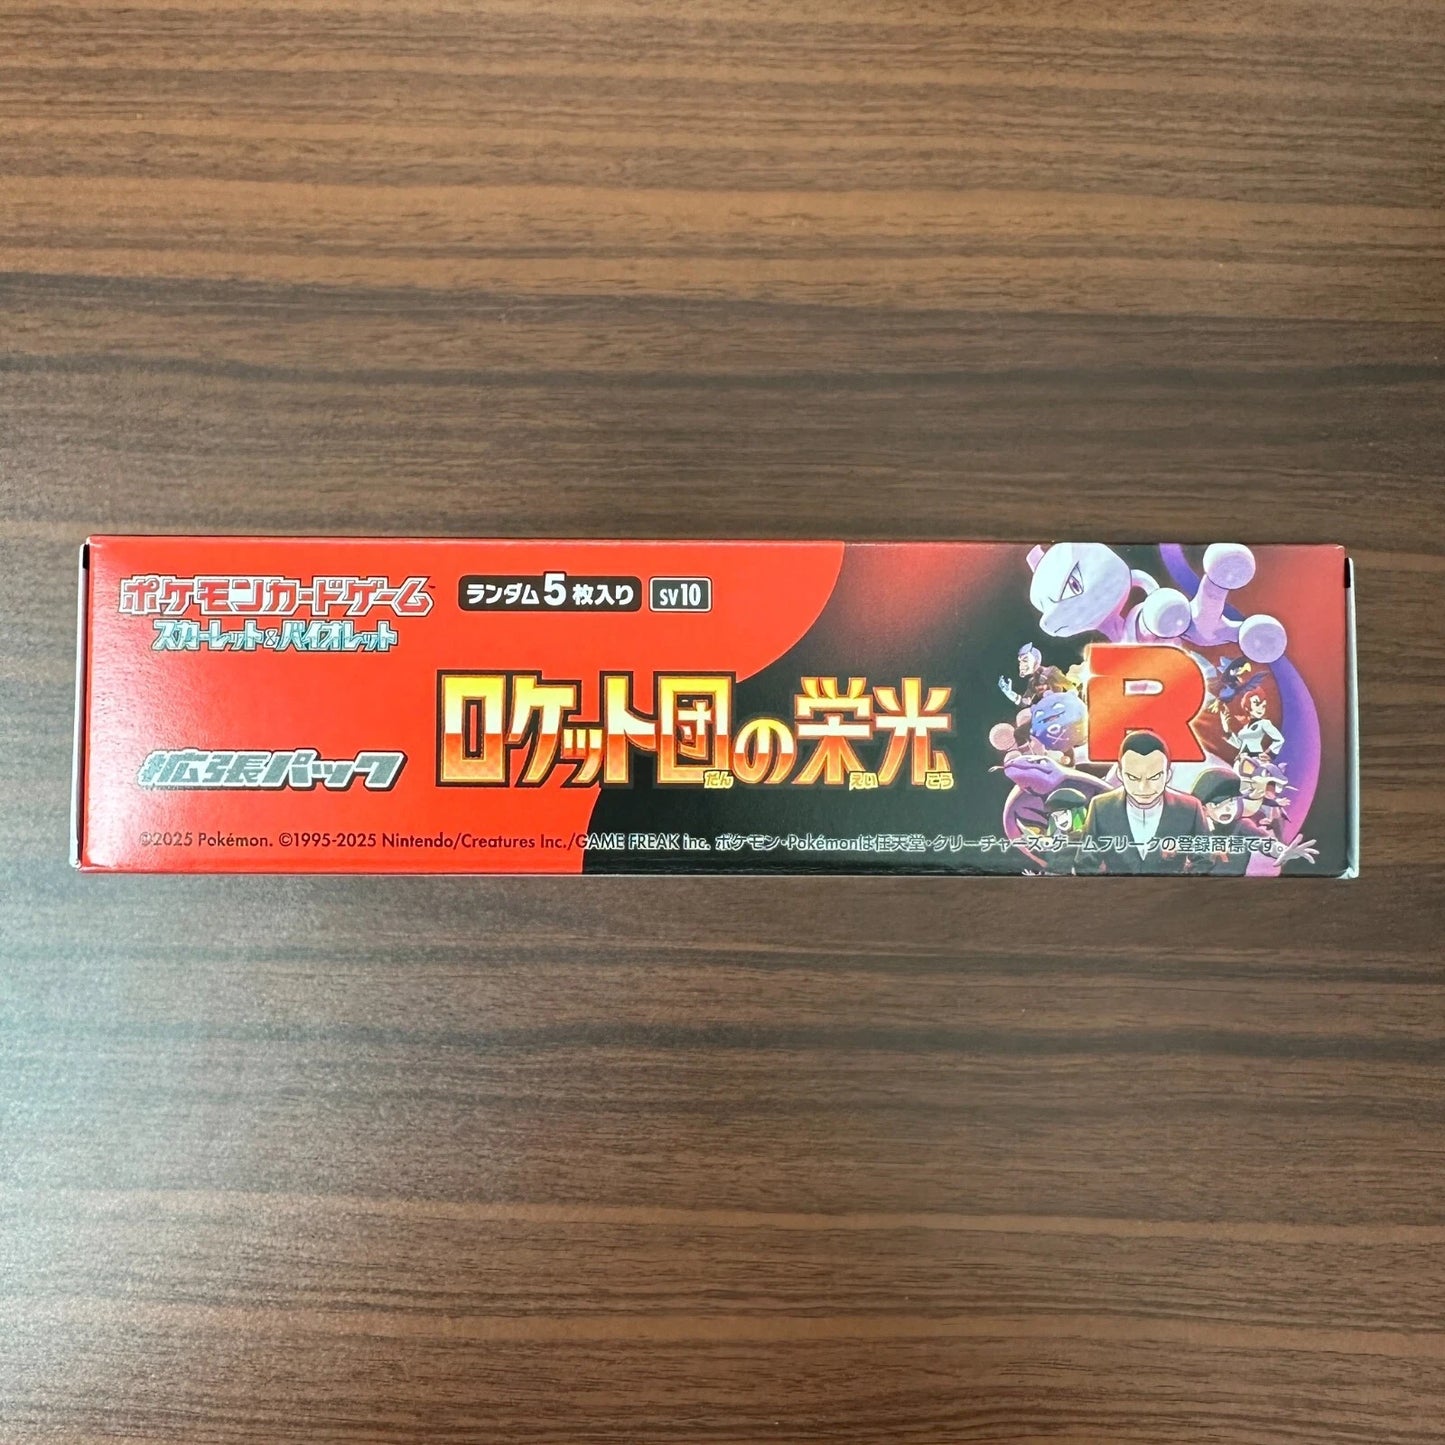 ポケモンカードゲーム
スカーレット&バイオレット
ランダム5枚入り sv10
拡張パック
ロケット団の栄光
だん えい こう
R
©2025 Pokémon. ©1995-2025 Nintendo/Creatures Inc./GAME FREAK inc. ポケモン・Pokémonは任天堂・クリーチャーズ・ゲームフリークの登録商標です。